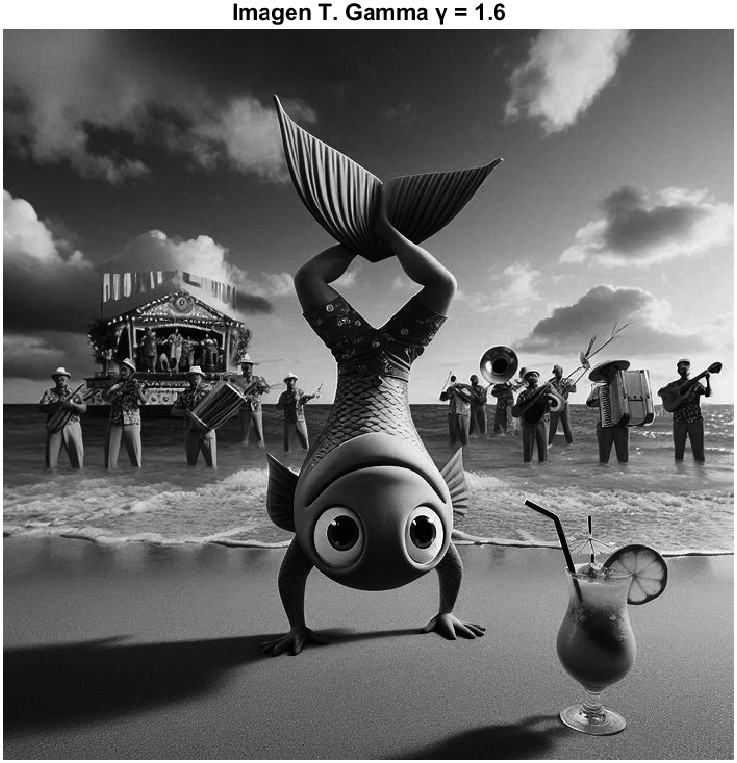 Imagen T. Gamma γ = 1.6